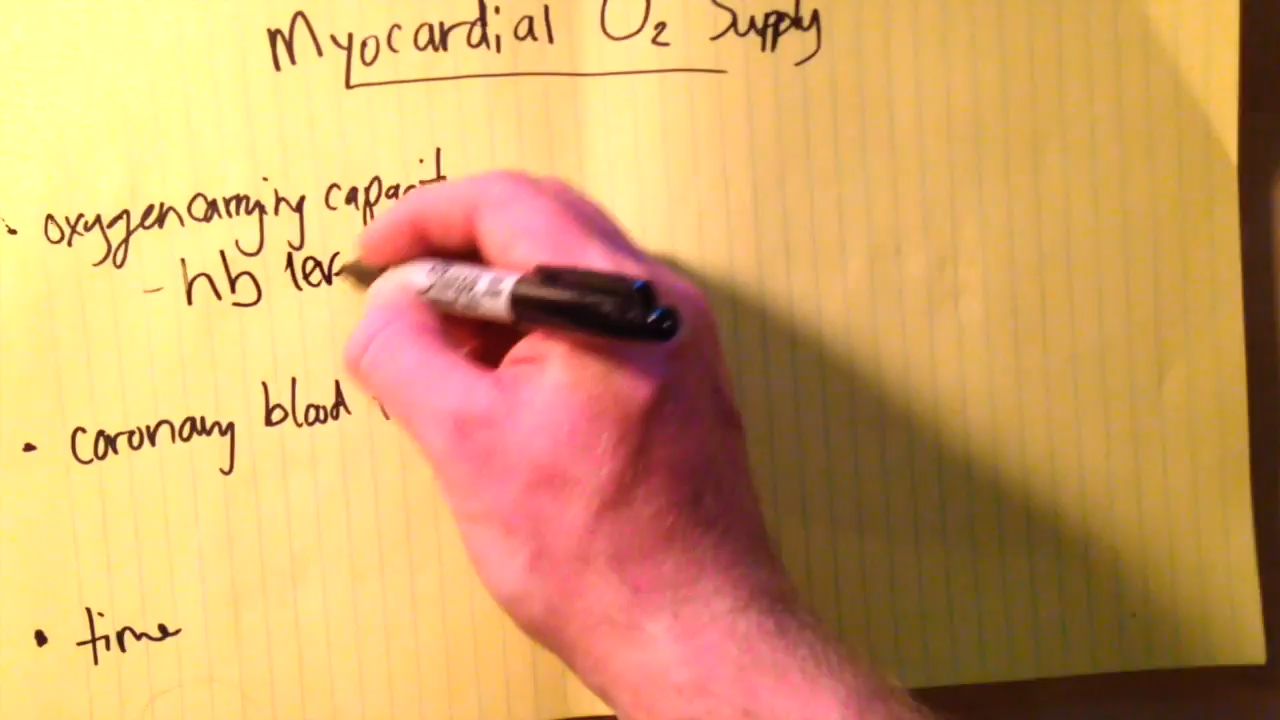 Myocardial O2 Supply
• oxygen carrying capacit
- hb lev
• coronary blood
• time